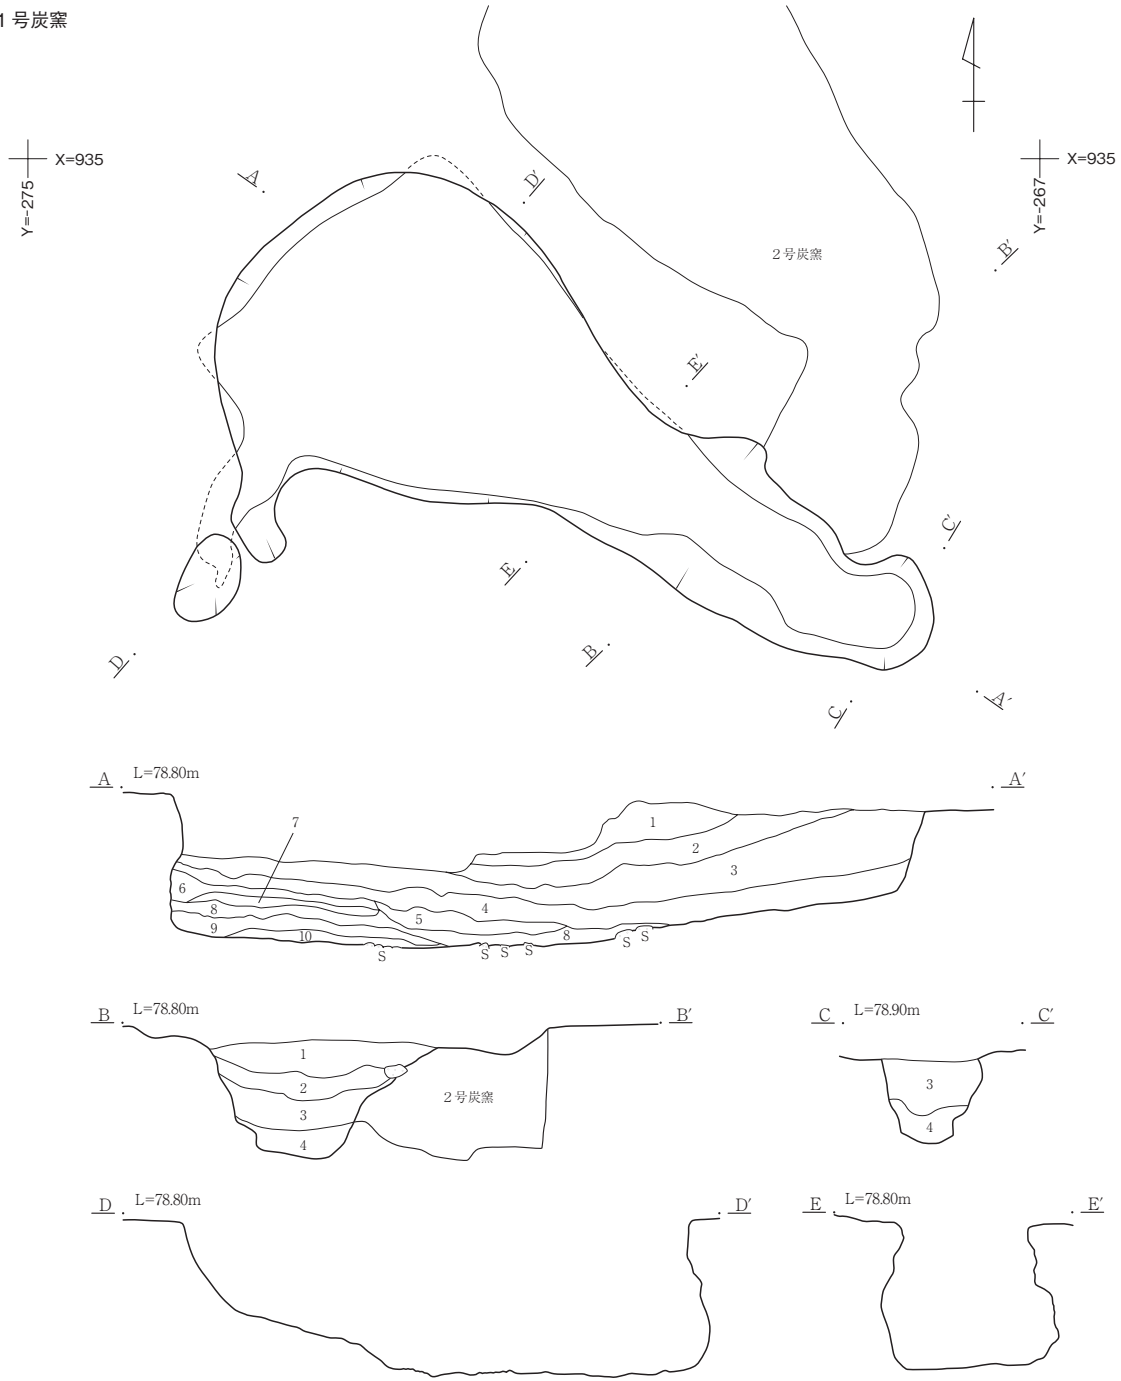 1 号炭窯
X=935
Y=-275
X=935
Y=-267
A
D′
B′
2号炭窯
E′
C′
E
B
D
C
A′
A
L=78.80m
A′
7
1
2
3
6
8
4
5
9
10
8
S
S
S
S
S
S
B
L=78.80m
B′
1
2
3
4
2号炭窯
C
L=78.90m
C′
3
4
D
L=78.80m
D′
E
L=78.80m
E′